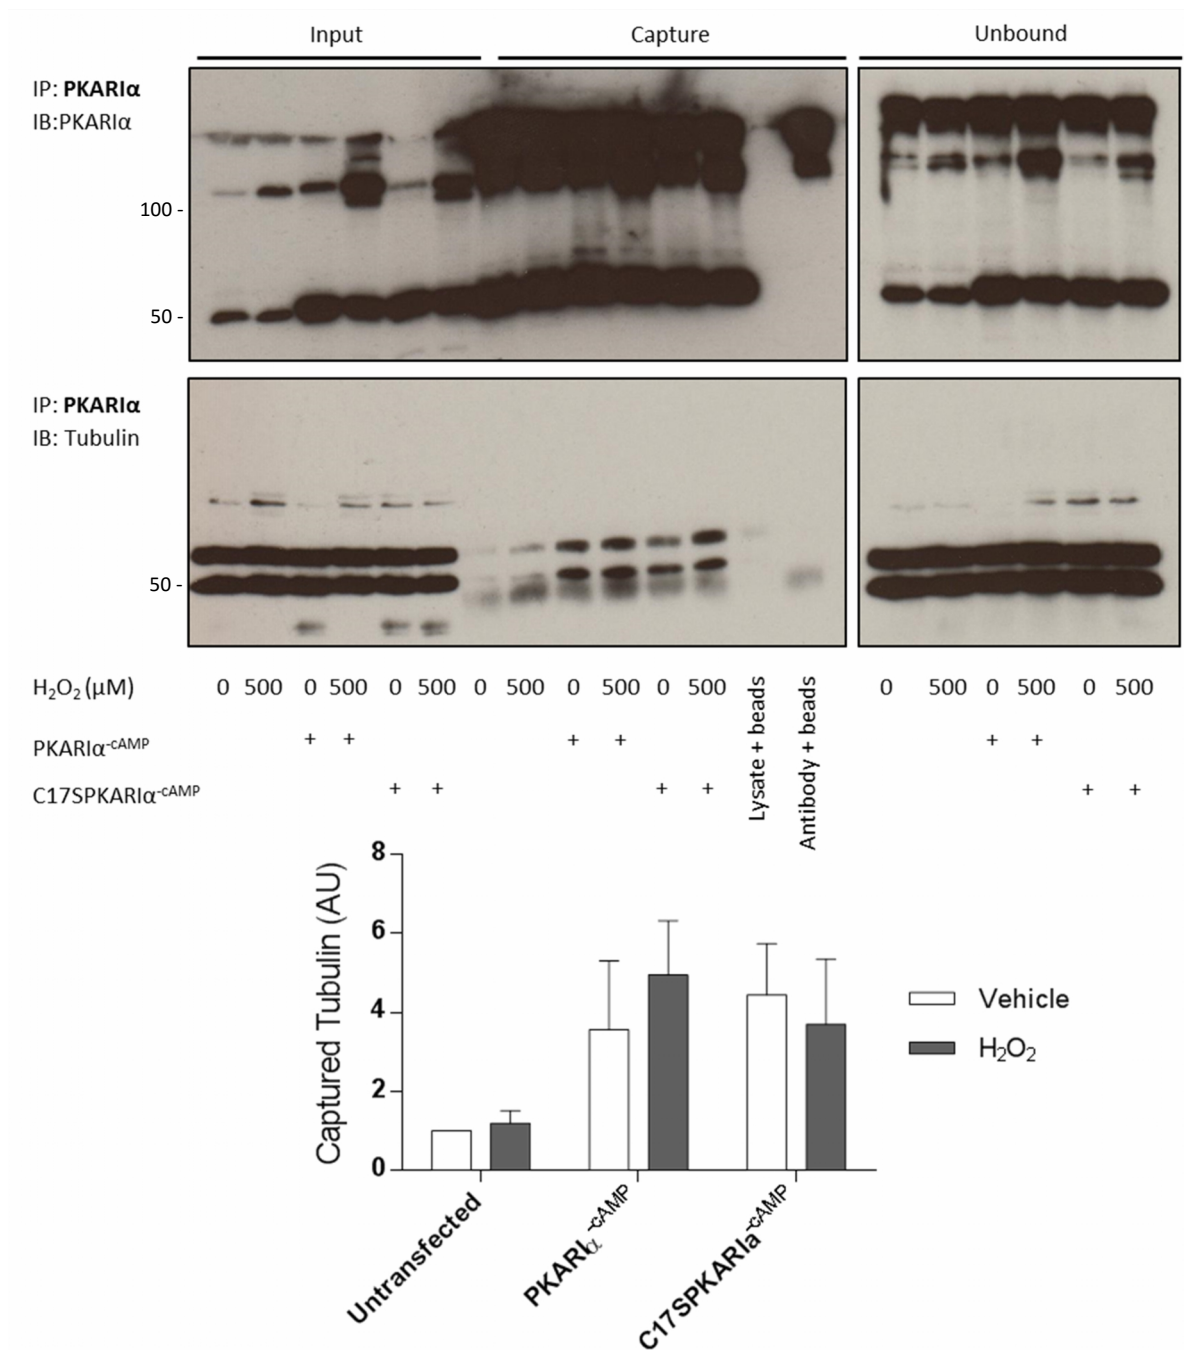 Input Capture Unbound
IP: PKARIα
IB:PKARIα
100 -
50 -
IP: PKARIα
IB: Tubulin
50 -
H₂O₂ (µM) 0 500 0 500 0 500 0 500 0 500 0 500 Lysate + beads Antibody + beads 0 500 0 500 0 500
PKARIα-cAMP + + + + + +
C17SPKARIα-cAMP + + + + + +
8
6
4
2
0
Captured Tubulin (AU)
Vehicle
H₂O₂
Untransfected
PKARIα-cAMP
C17SPKARIa-cAMP